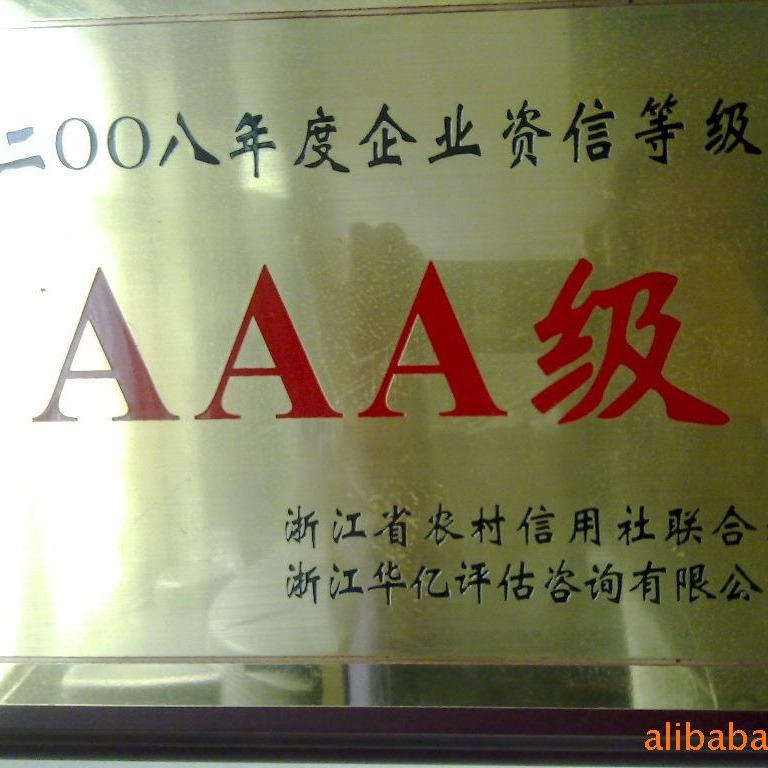 二OO八年度企业资信等级
AAA级
浙江省农村信用社联合
浙江华亿评估咨询有限公
alibaba